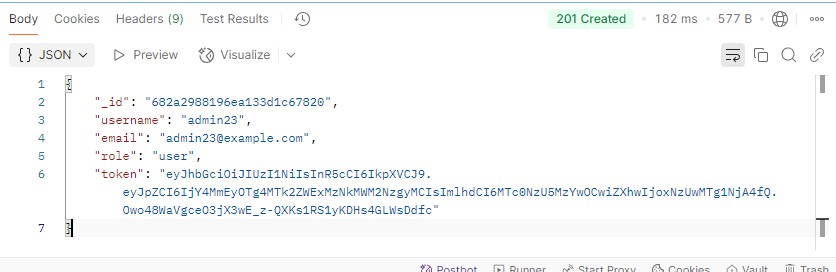 Body Cookies Headers (9) Test Results 201 Created • 182 ms • 577 B
{} JSON Preview Visualize
1 {
2 "_id": "682a2988196ea133d1c67820",
3 "username": "admin23",
4 "email": "admin23@example.com",
5 "role": "user",
6 "token": "eyJhbGciOiJIUzI1NiIsInR5cCI6IkpXVCJ9.
eyJpZCI6IjY4MmEyOTg4MTk2ZWExMzNkMWM2NzgyMCIsImlhdCI6MTc0NzU5MzYwOCwiZXhwIjoxNzUwMTg1NjA4fQ.
Owo48WaVgceO3jX3wE_z-QXKs1RS1yKDHs4GLWsDdfc"
7 }
Postbot Runner Start Proxy Cookies Vault Trash